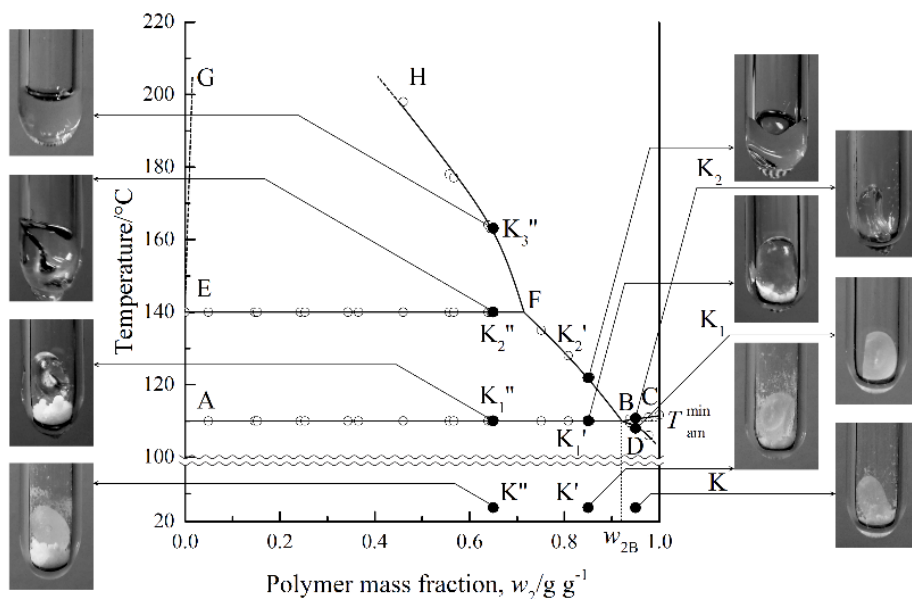 220
200
180
160
140
120
100
20
Temperature/°C
G
H
K₃"
E
F
K₂"
K₂'
A
B
C
K₁"
K₁'
D
T_am^min
K₂
K₁
K"
K'
K
0.0
0.2
0.4
0.6
0.8
w₂B
1.0
Polymer mass fraction, w₂/g g⁻¹